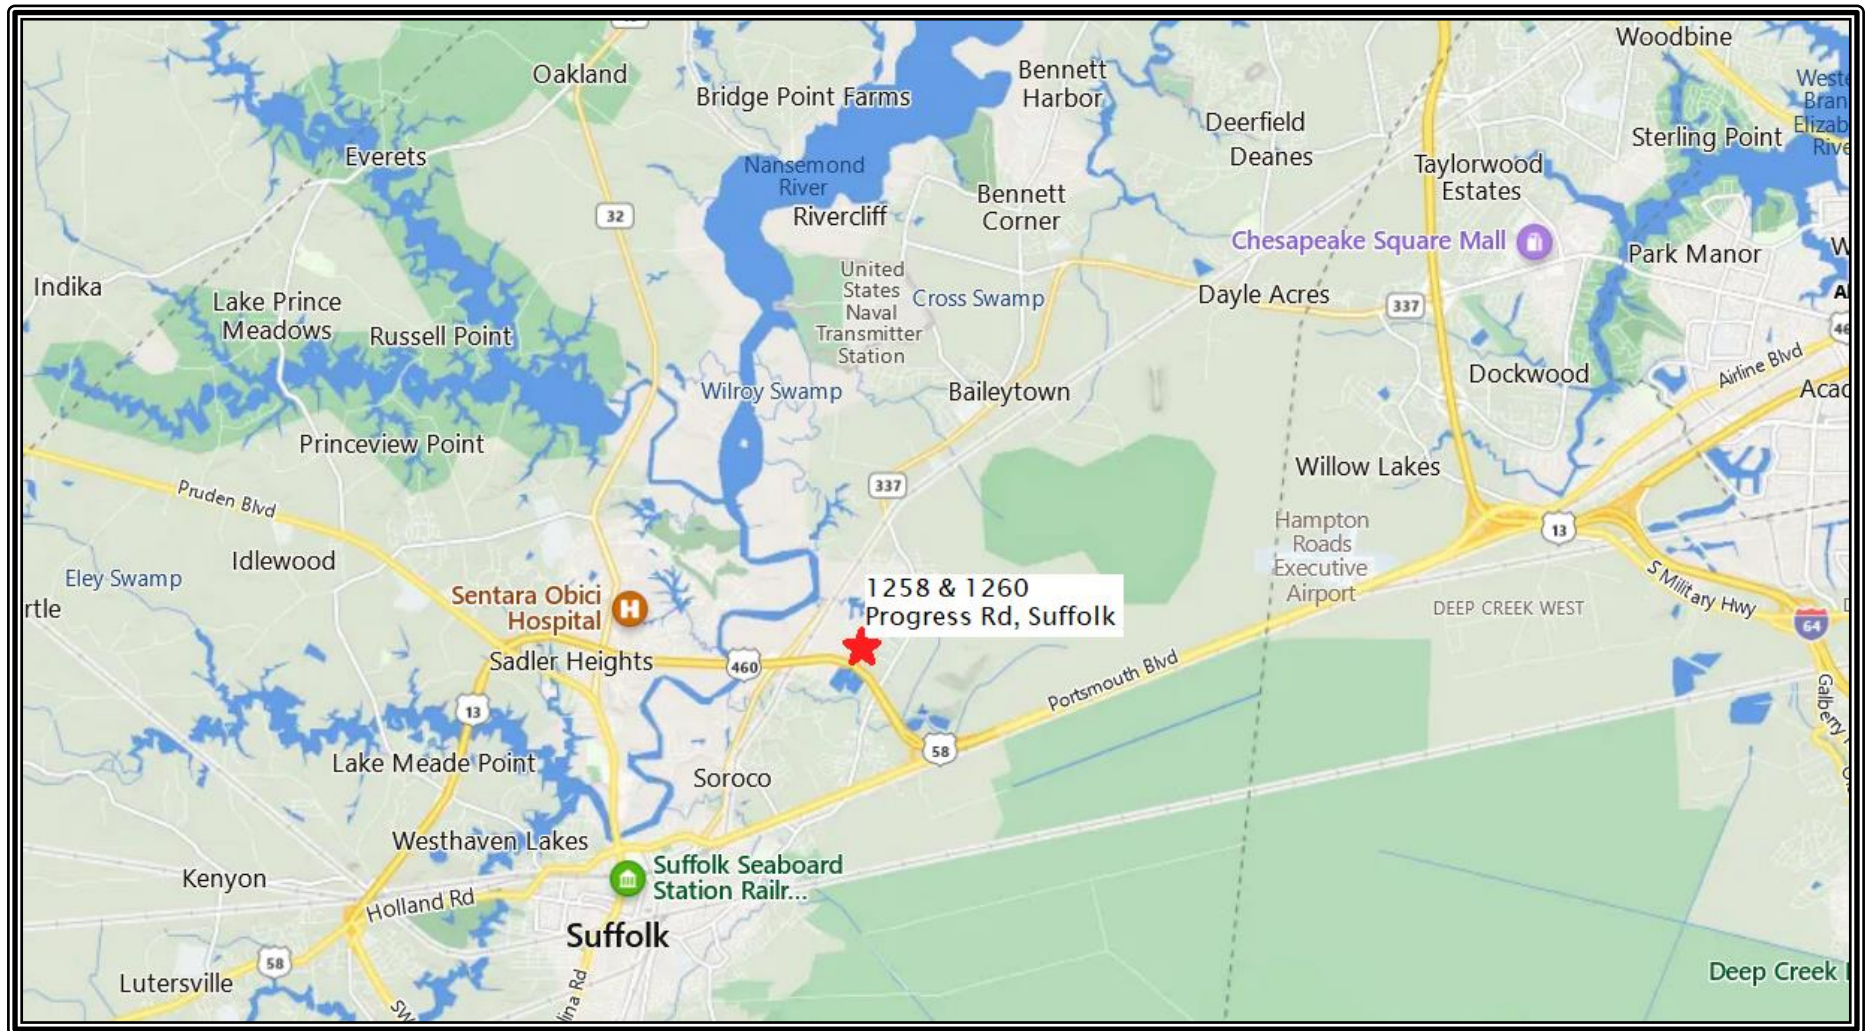 Woodbine
Oakland
Bennett
Harbor
Bridge Point Farms
Deerfield
Deanes
Sterling Point
Everets
Nansemond
River
Taylorwood
Estates
Bennett
Corner
Rivercliff
32
Chesapeake Square Mall
Park Manor
Indika
United
States
Naval
Transmitter
Station
Cross Swamp
Dayle Acres
337
Lake Prince
Meadows
Russell Point
Airline Blvd
Dockwood
Wilroy Swamp
Baileytown
Princeview Point
Willow Lakes
337
Pruden Blvd
Hampton
Roads
Executive
Airport
13
Idlewood
Eley Swamp
S Military Hwy
Sentara Obici
Hospital
H
1258 & 1260
Progress Rd, Suffolk
DEEP CREEK WEST
64
Sadler Heights
460
Portsmouth Blvd
13
58
Lake Meade Point
Soroco
Westhaven Lakes
Suffolk Seaboard
Station Railr...
Kenyon
Holland Rd
Suffolk
58
Lutersville
Deep Creek